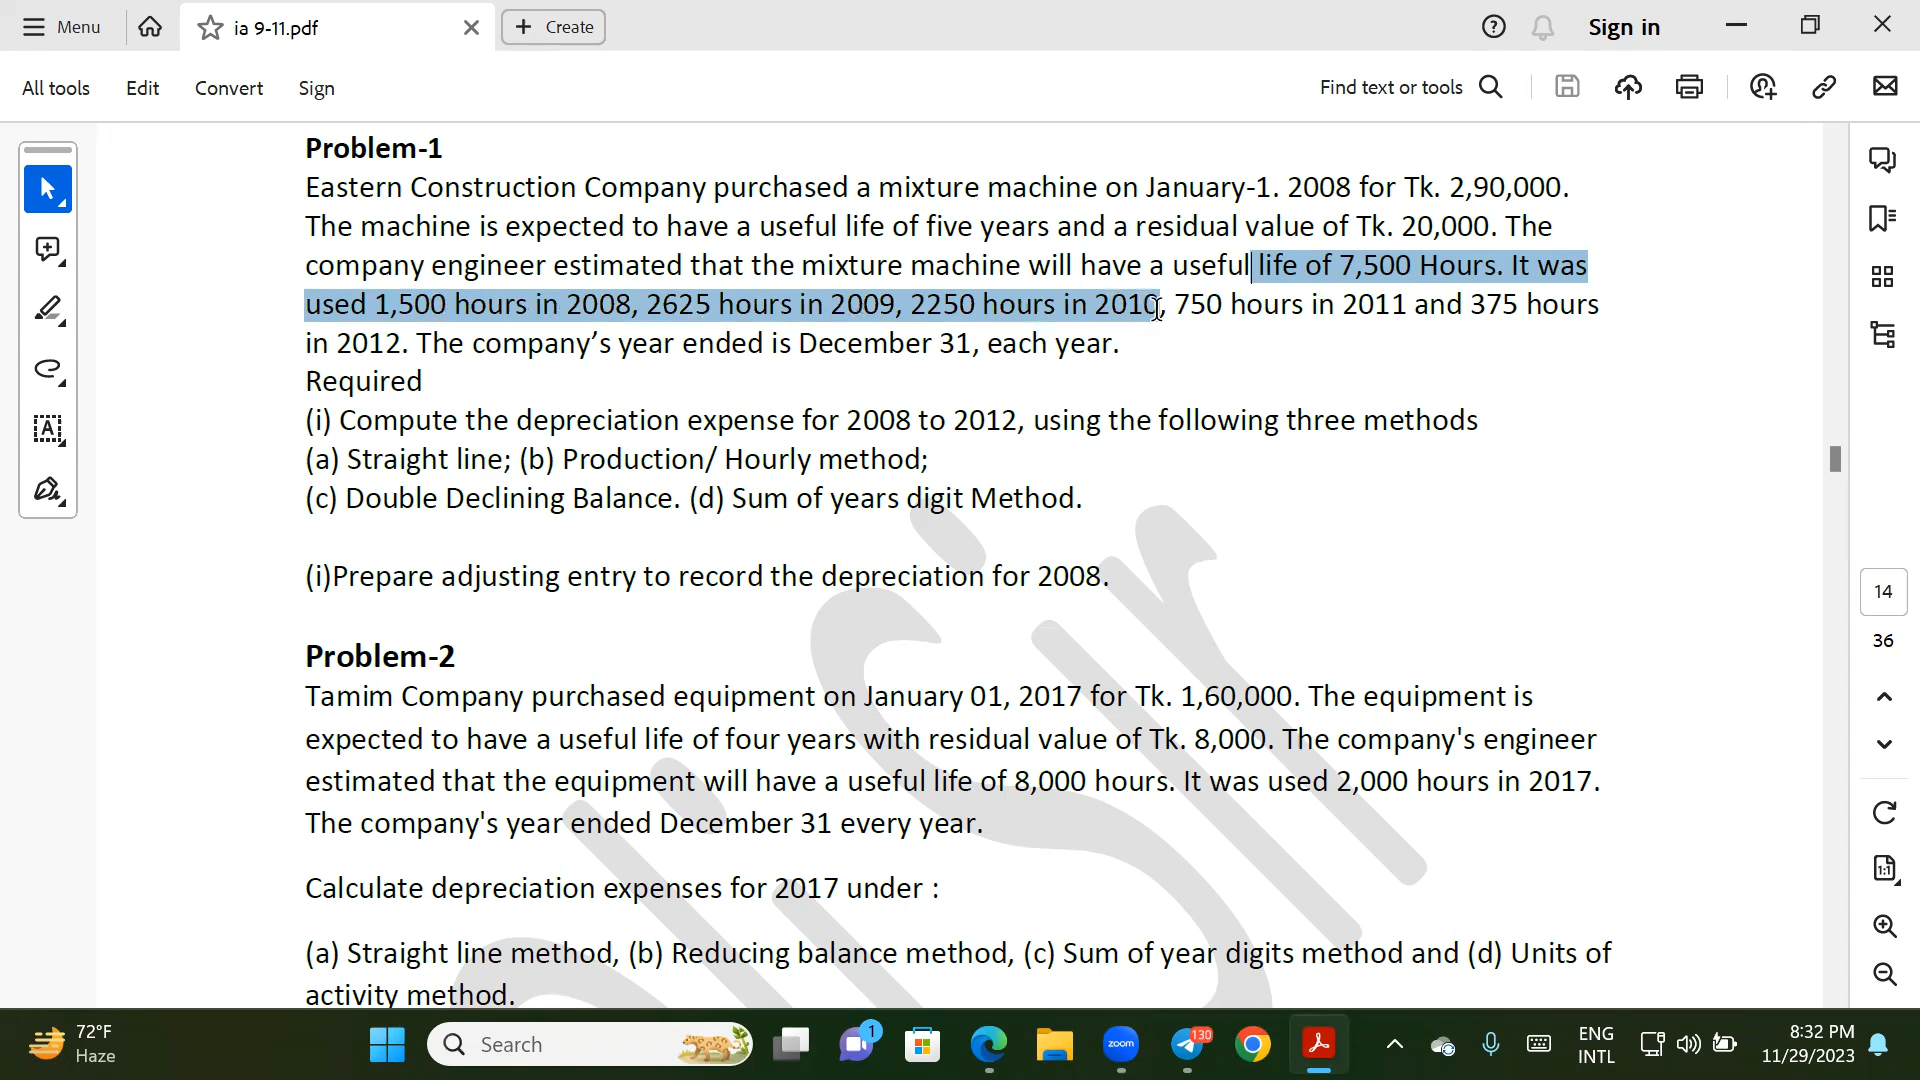 Menu
ia 9-11.pdf
Create
Sign in
All tools
Edit
Convert
Sign
Find text or tools
Problem-1
Eastern Construction Company purchased a mixture machine on January-1. 2008 for Tk. 2,90,000.
The machine is expected to have a useful life of five years and a residual value of Tk. 20,000. The
company engineer estimated that the mixture machine will have a useful life of 7,500 Hours. It was
used 1,500 hours in 2008, 2625 hours in 2009, 2250 hours in 2010, 750 hours in 2011 and 375 hours
in 2012. The company’s year ended is December 31, each year.
Required
(i) Compute the depreciation expense for 2008 to 2012, using the following three methods
(a) Straight line; (b) Production/ Hourly method;
(c) Double Declining Balance. (d) Sum of years digit Method.
(i)Prepare adjusting entry to record the depreciation for 2008.
Problem-2
Tamim Company purchased equipment on January 01, 2017 for Tk. 1,60,000. The equipment is
expected to have a useful life of four years with residual value of Tk. 8,000. The company's engineer
estimated that the equipment will have a useful life of 8,000 hours. It was used 2,000 hours in 2017.
The company's year ended December 31 every year.
Calculate depreciation expenses for 2017 under :
(a) Straight line method, (b) Reducing balance method, (c) Sum of year digits method and (d) Units of
activity method.
14
36
1:1
72°F
Haze
Search
1
zoom
130
ENG
INTL
8:32 PM
11/29/2023